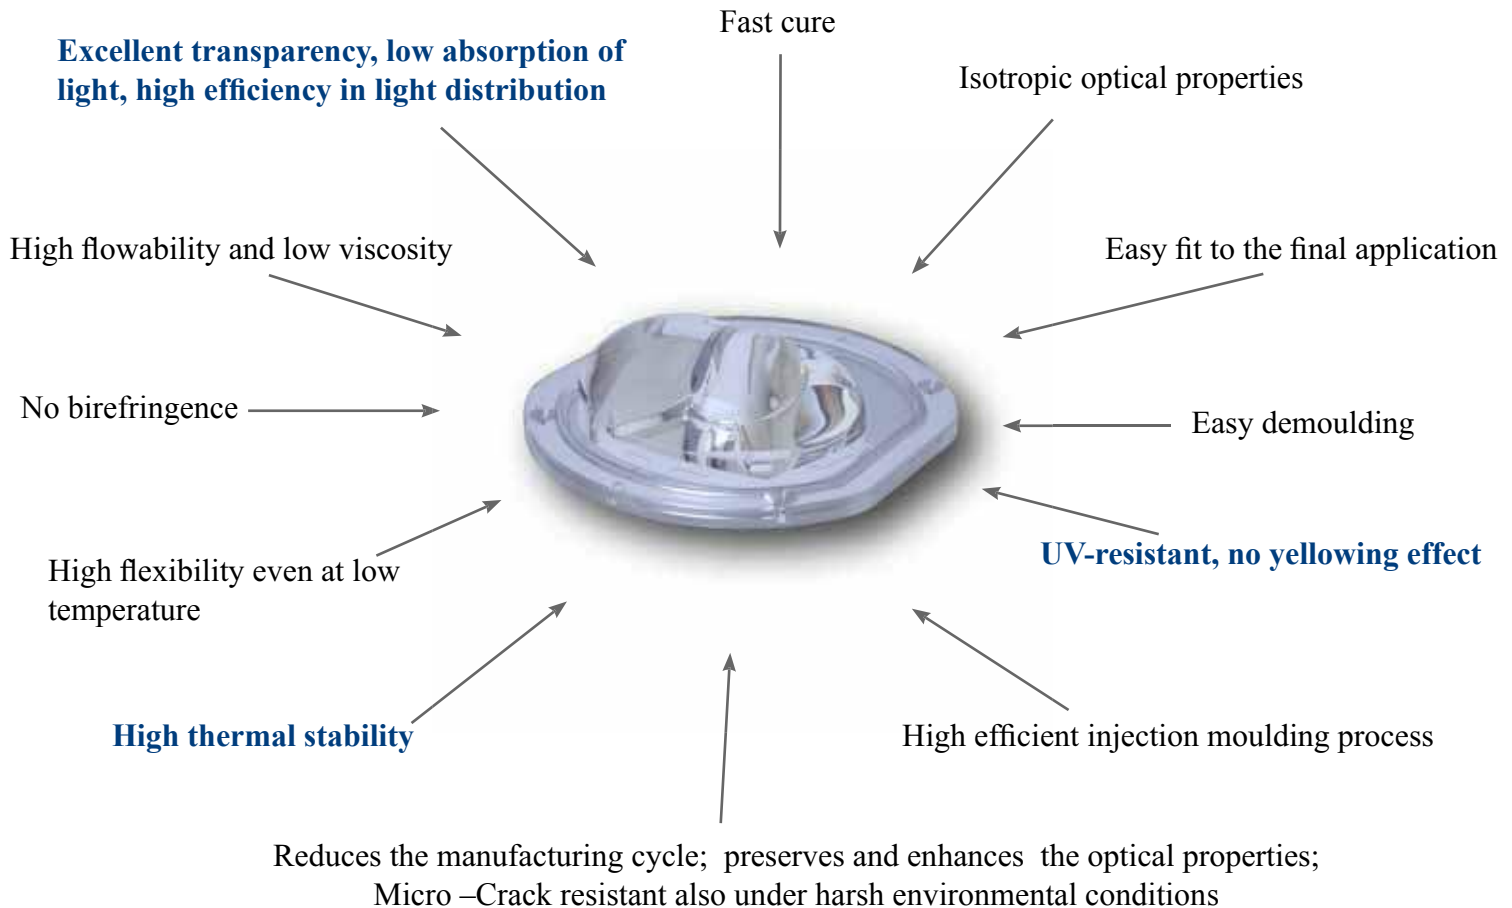 Fast cure
Excellent transparency, low absorption of
light, high efficiency in light distribution
Isotropic optical properties
High flowability and low viscosity
Easy fit to the final application
No birefringence
Easy demoulding
UV-resistant, no yellowing effect
High flexibility even at low
temperature
High thermal stability
High efficient injection moulding process
Reduces the manufacturing cycle;  preserves and enhances  the optical properties;
Micro –Crack resistant also under harsh environmental conditions